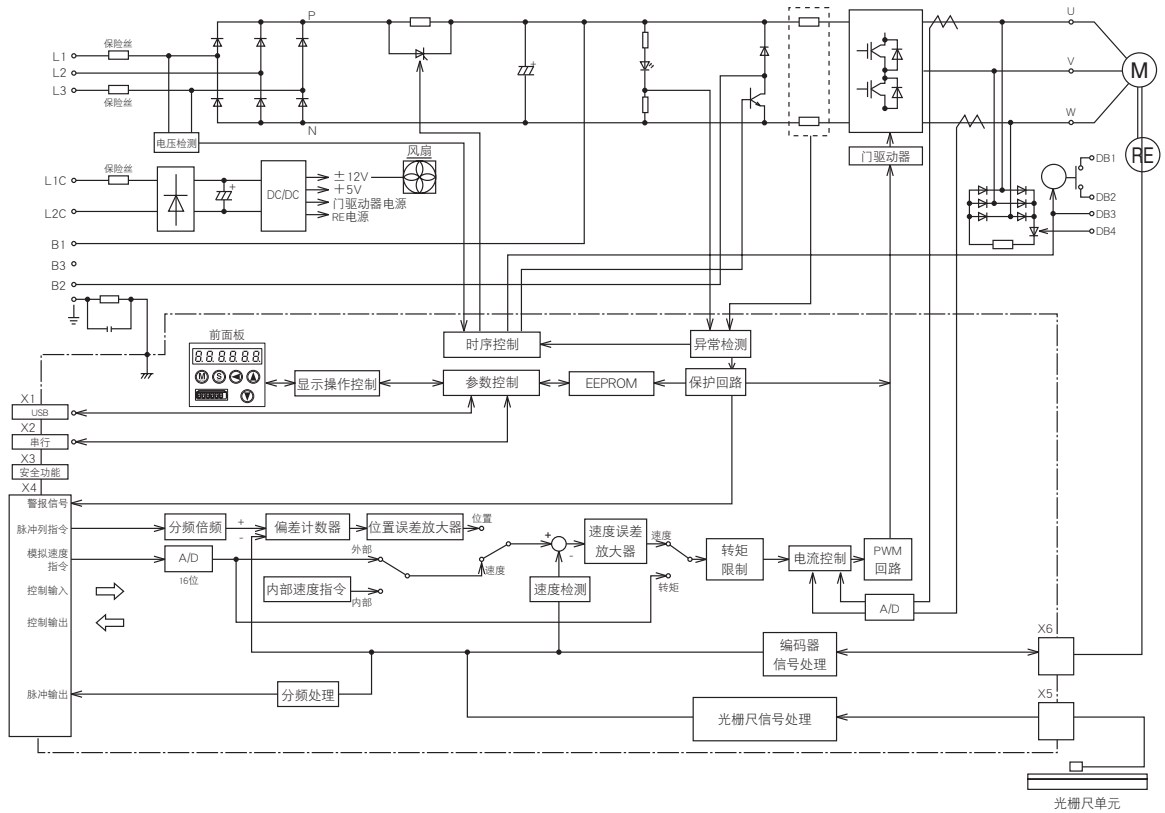 P
U
保险丝
L1
L2
V
M
L3
保险丝
N
W
电压检测
风扇
门驱动器
RE
DB1
保险丝
L1C
±12V
DC/DC
+5V
DB2
门驱动器电源
L2C
RE电源
DB3
DB4
B1
B3
B2
前面板
时序控制
异常检测
8.8.8.8.8.8.
M S
显示操作控制
参数控制
EEPROM
保护回路
X1
USB
X2
串行
X3
安全功能
X4
警报信号
脉冲列指令
分频倍频
+
-
偏差计数器
位置误差放大器
位置
速度误差
放大器
速度
模拟速度
指令
A/D
16位
外部
速度
+
-
转矩
限制
电流控制
PWM
回路
控制输入
内部速度指令
内部
速度检测
转矩
A/D
控制输出
X6
编码器
信号处理
脉冲输出
分频处理
X5
光栅尺信号处理
光栅尺单元